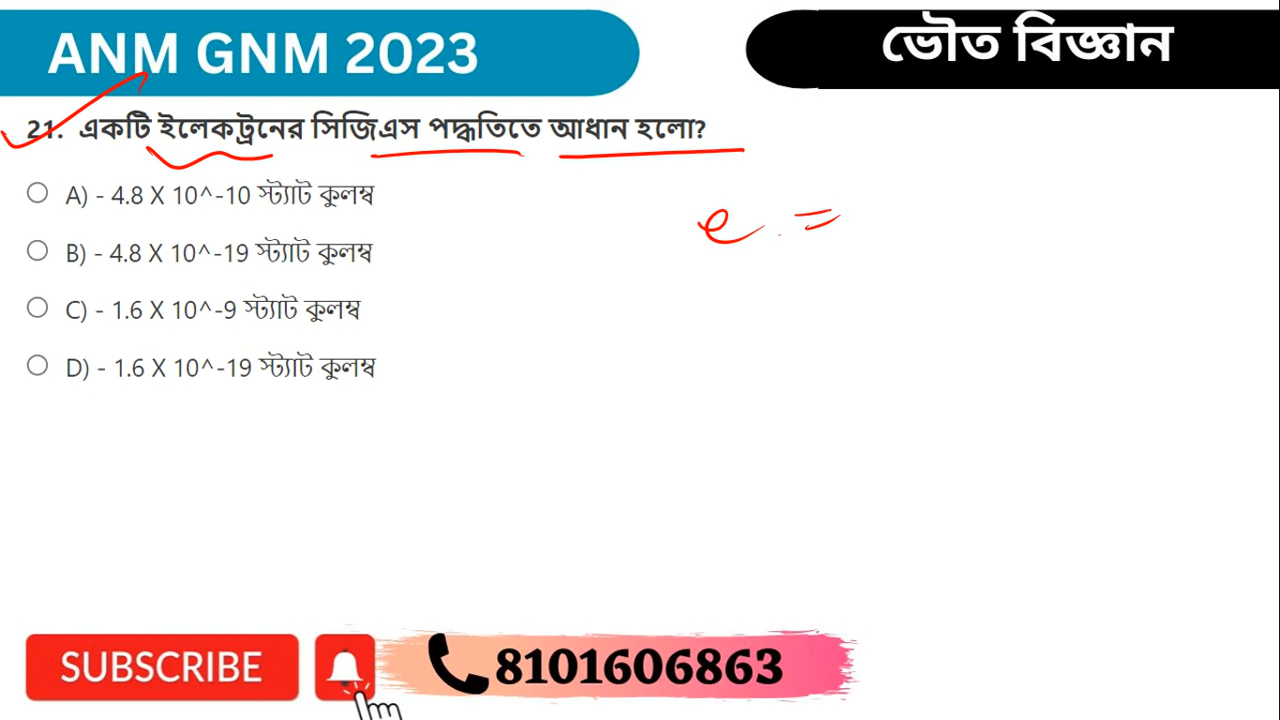 ANM GNM 2023
ভৌত বিজ্ঞান
21. একটি ইলেকট্রনের সিজিএস পদ্ধতিতে আধান হলো?
A) - 4.8 X 10^-10 স্ট্যাট কুলম্ব
e =
B) - 4.8 X 10^-19 স্ট্যাট কুলম্ব
C) - 1.6 X 10^-9 স্ট্যাট কুলম্ব
D) - 1.6 X 10^-19 স্ট্যাট কুলম্ব
SUBSCRIBE
8101606863